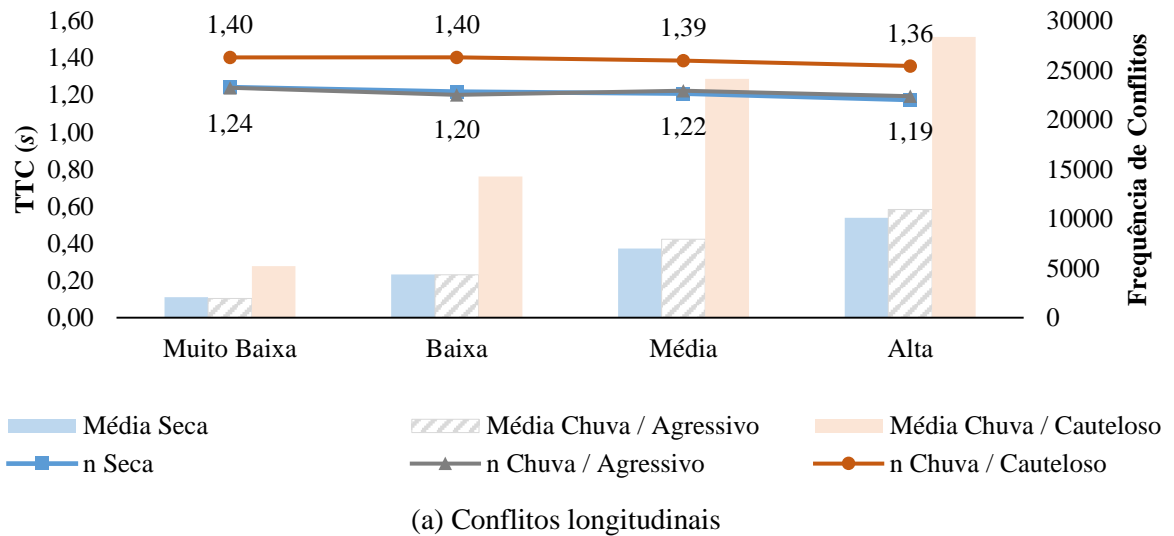 1,60
1,40
1,20
1,00
0,80
0,60
0,40
0,20
0,00
TTC (s)
1,40
1,40
1,39
1,36
1,24
1,20
1,22
1,19
30000
25000
20000
15000
10000
5000
0
Frequência de Conflitos
Muito Baixa
Baixa
Média
Alta
Média Seca
Média Chuva / Agressivo
Média Chuva / Cauteloso
n Seca
n Chuva / Agressivo
n Chuva / Cauteloso
(a) Conflitos longitudinais